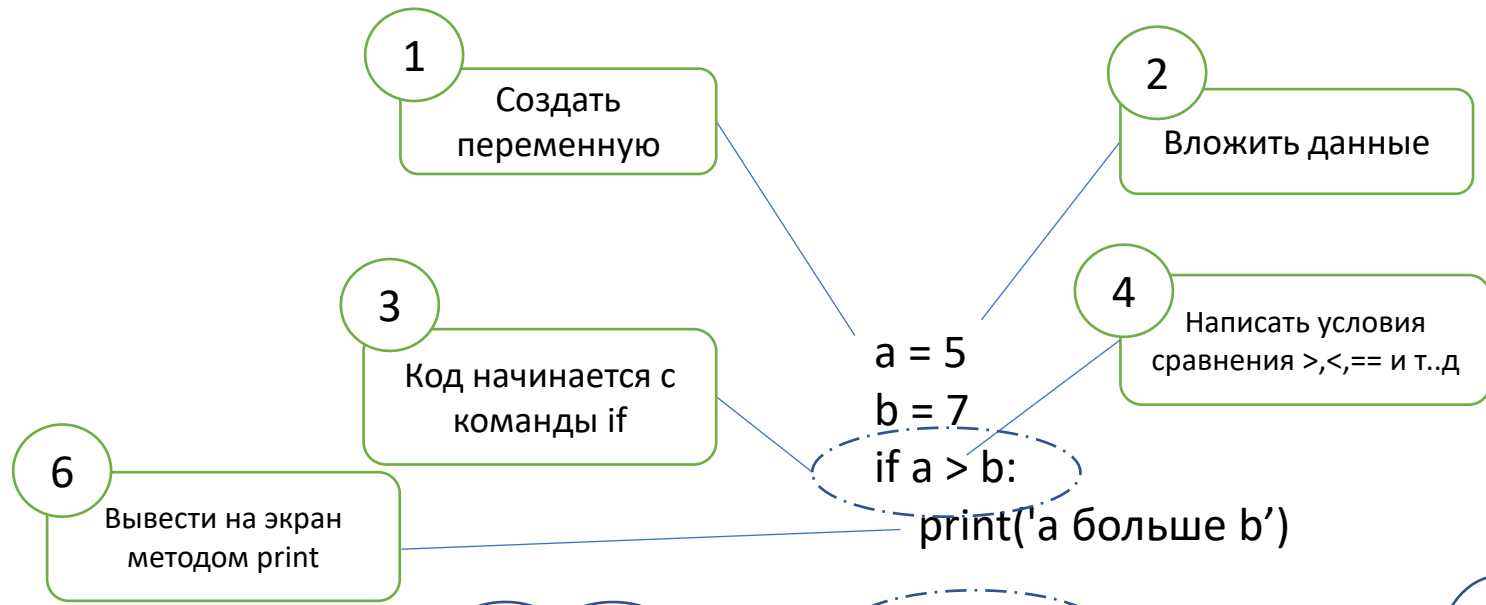 1
Создать
переменную
2
Вложить данные
3
Код начинается с
команды if
4
Написать условия
сравнения >,<,== и т..д
a = 5
b = 7
if a > b:
print('a больше b’)
6
Вывести на экран
методом print